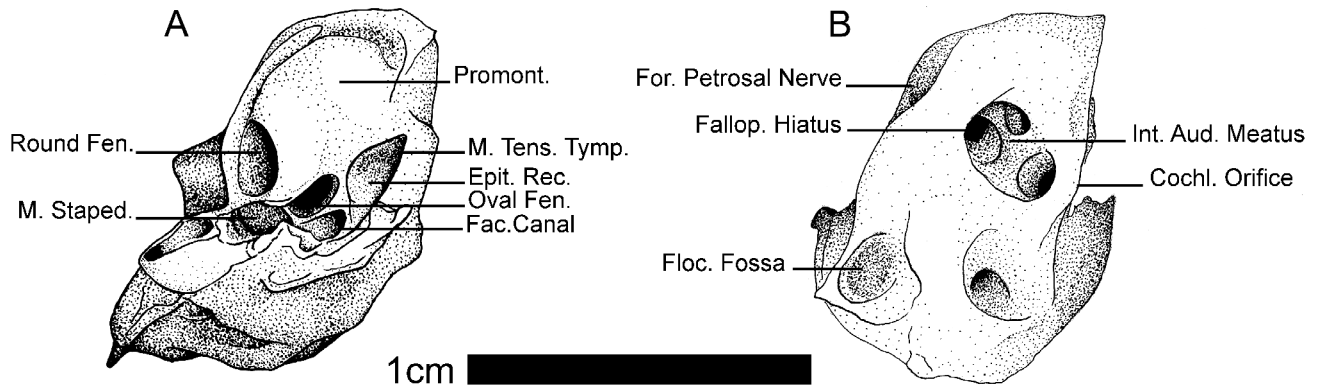 A
Promont.
Round Fen.
M. Tens. Tymp.
Epit. Rec.
Oval Fen.
M. Staped.
Fac.Canal
B
For. Petrosal Nerve
Fallop. Hiatus
Int. Aud. Meatus
Cochl. Orifice
Floc. Fossa
1cm